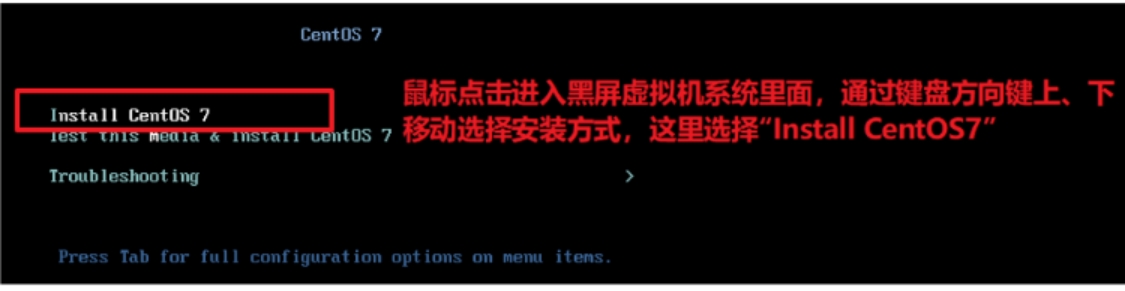 CentOS 7
Install CentOS 7
鼠标点击进入黑屏虚拟机系统里面，通过键盘方向键上、下
移动选择安装方式，这里选择“Install CentOS7”
Test this media & install CentOS 7
Troubleshooting >
Press Tab for full configuration options on menu items.